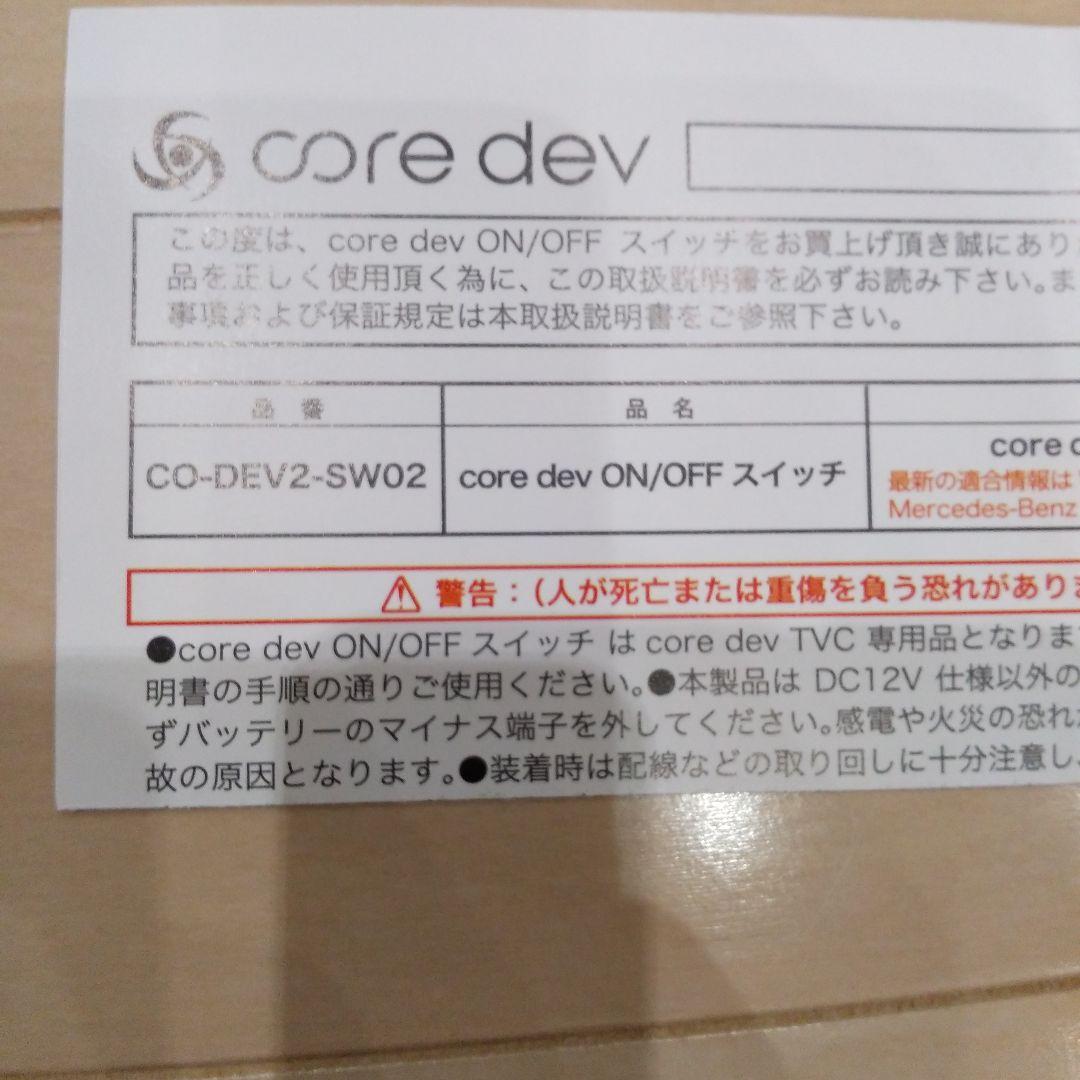 core dev
この度は、core dev ON/OFF スイッチをお買上げ頂き誠にあり
品を正しく使用頂く為に、この取扱説明書を必ずお読み下さい。ま
事項および保証規定は本取扱説明書をご参照下さい。
品 番 品 名
CO-DEV2-SW02 core dev ON/OFF スイッチ core d
最新の適合情報は
Mercedes-Benz
警告：（人が死亡または重傷を負う恐れがありま
●core dev ON/OFF スイッチ は core dev TVC 専用品となりま
明書の手順の通りご使用ください。●本製品は DC12V 仕様以外の
ずバッテリーのマイナス端子を外してください。感電や火災の恐れ
故の原因となります。●装着時は配線などの取り回しに十分注意し